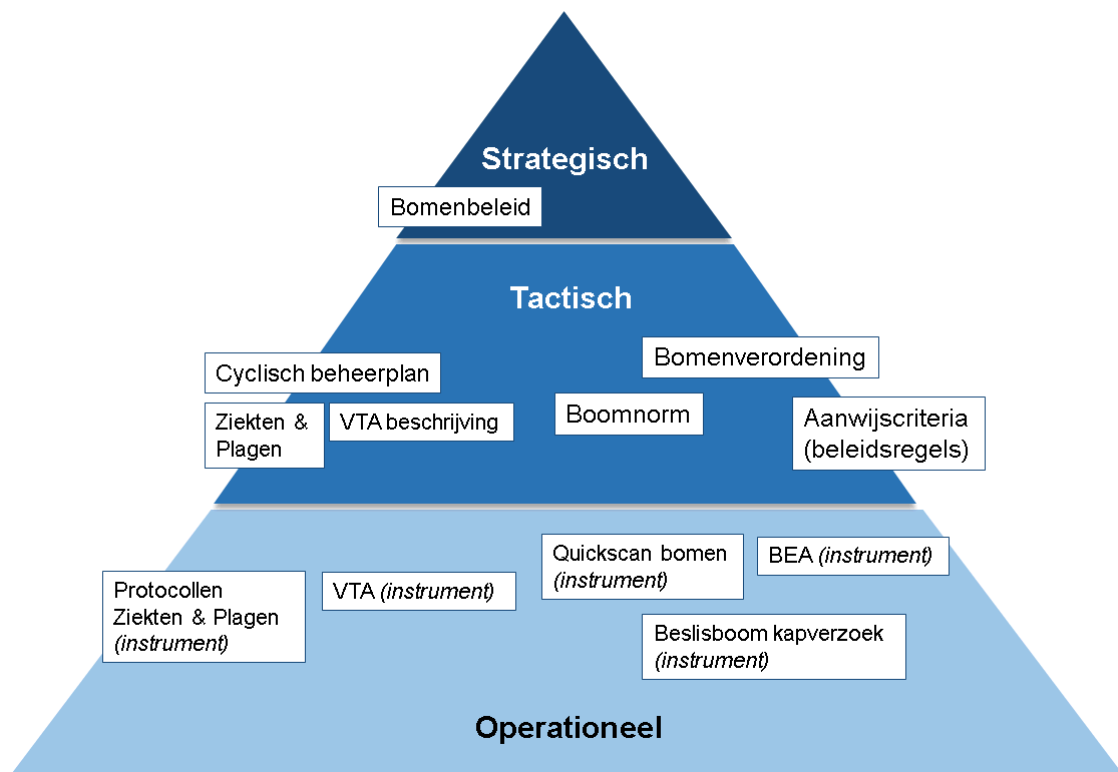 Strategisch
Bomenbeleid
Tactisch
Bomenverordening
Cyclisch beheerplan
Ziekten &
Plagen
VTA beschrijving
Boomnorm
Aanwijscriteria
(beleidsregels)
Quickscan bomen
(instrument)
BEA (instrument)
Protocollen
Ziekten & Plagen
(instrument)
VTA (instrument)
Beslisboom kapverzoek
(instrument)
Operationeel